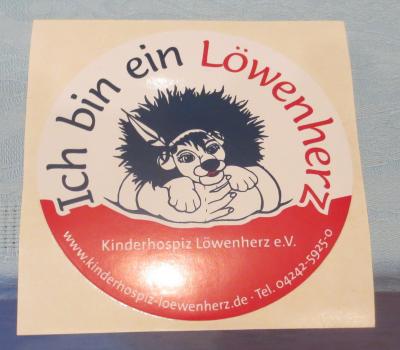 Ich bin ein Löwenherz
Kinderhospiz Löwenherz e.V.
www.kinderhospiz-loewenherz.de · Tel. 04242-5925-0